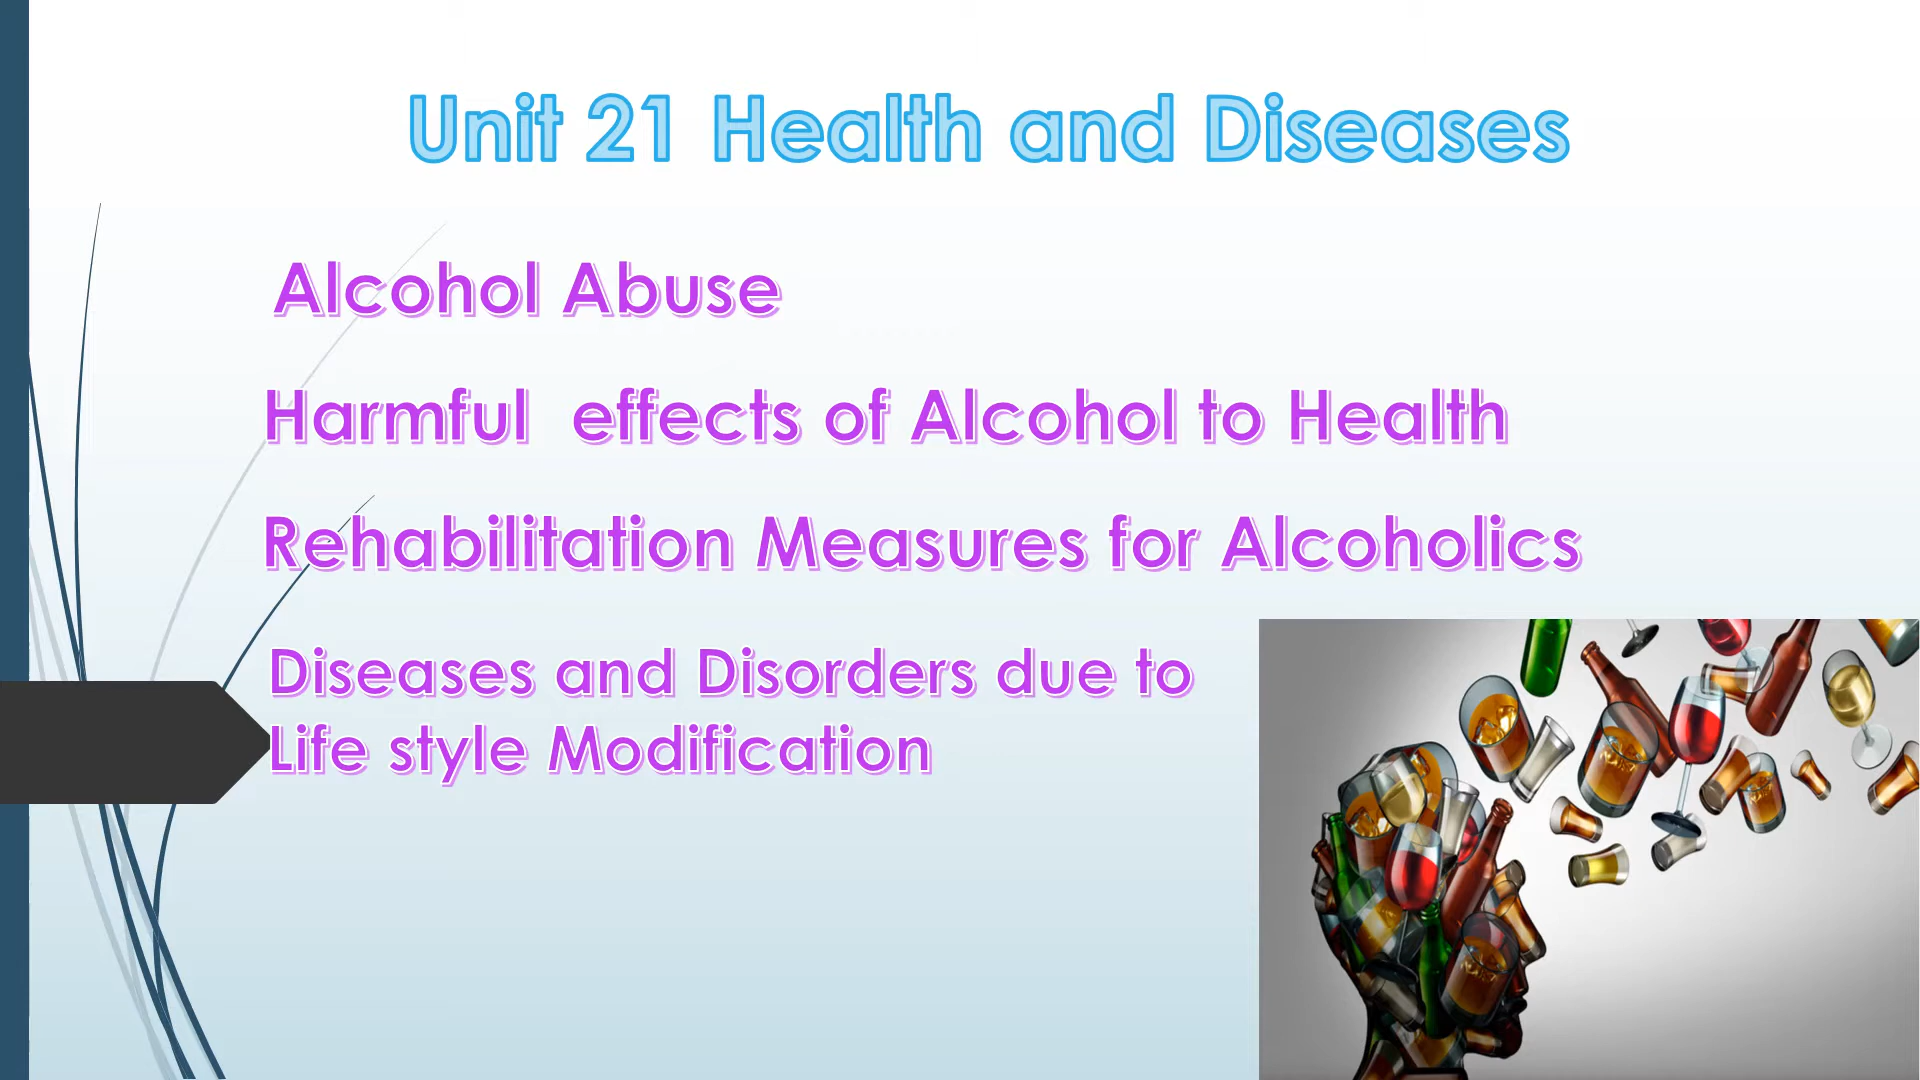 Unit 21 Health and Diseases
Alcohol Abuse
Harmful  effects of Alcohol to Health
Rehabilitation Measures for Alcoholics
Diseases and Disorders due to
Life style Modification